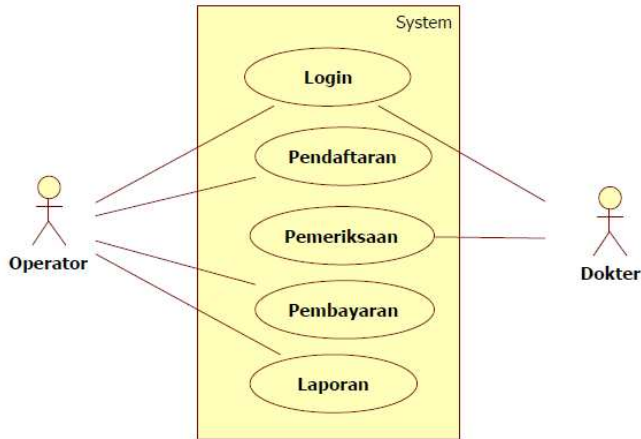 System
Login
Pendaftaran
Pemeriksaan
Operator
Dokter
Pembayaran
Laporan